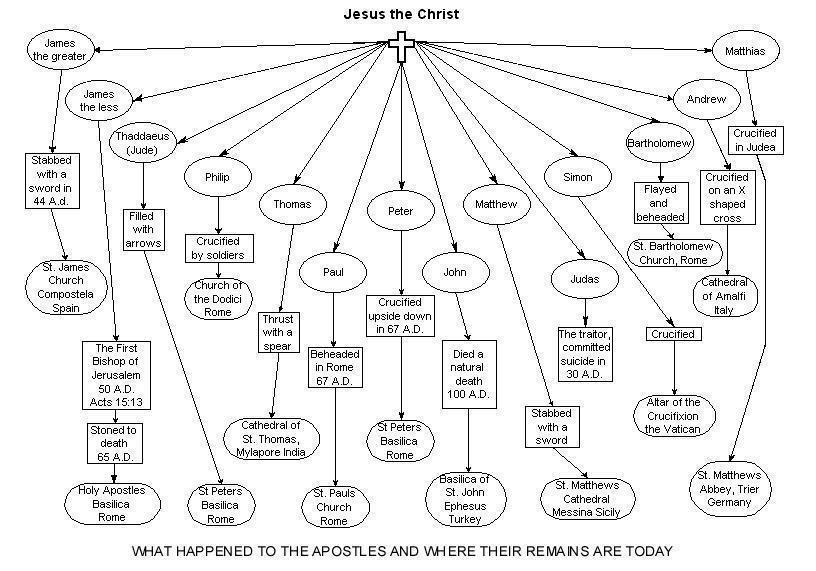 Jesus the Christ
James
the greater
Stabbed
with a
sword in
44 A.d.
St. James
Church
Compostela
Spain
James
the less
The First
Bishop of
Jerusalem
50 A.D.
Acts 15:13
Stoned to
death
65 A.D.
Holy Apostles
Basilica
Rome
Thaddaeus
(Jude)
Filled
with
arrows
St Peters
Basilica
Rome
Philip
Crucified
by soldiers
Church of
the Dodici
Rome
Thomas
Thrust
with a
spear
Cathedral of
St. Thomas,
Mylapore India
Paul
Beheaded
in Rome
67 A.D.
St. Pauls
Church
Rome
Peter
Crucified
upside down
in 67 A.D.
St Peters
Basilica
Rome
John
Died a
natural
death
100 A.D.
Basilica of
St. John
Ephesus
Turkey
Matthew
Stabbed
with a
sword
St. Matthews
Cathedral
Messina Sicily
Judas
The traitor,
committed
suicide in
30 A.D.
Simon
Crucified
Altar of the
Crucifixion
the Vatican
Bartholomew
Flayed
and
beheaded
St. Bartholomew
Church, Rome
Andrew
Crucified
on an X
shaped
cross
Cathedral
of Amalfi
Italy
Matthias
Crucified
in Judea
St. Matthews
Abbey, Trier
Germany
WHAT HAPPENED TO THE APOSTLES AND WHERE THEIR REMAINS ARE TODAY